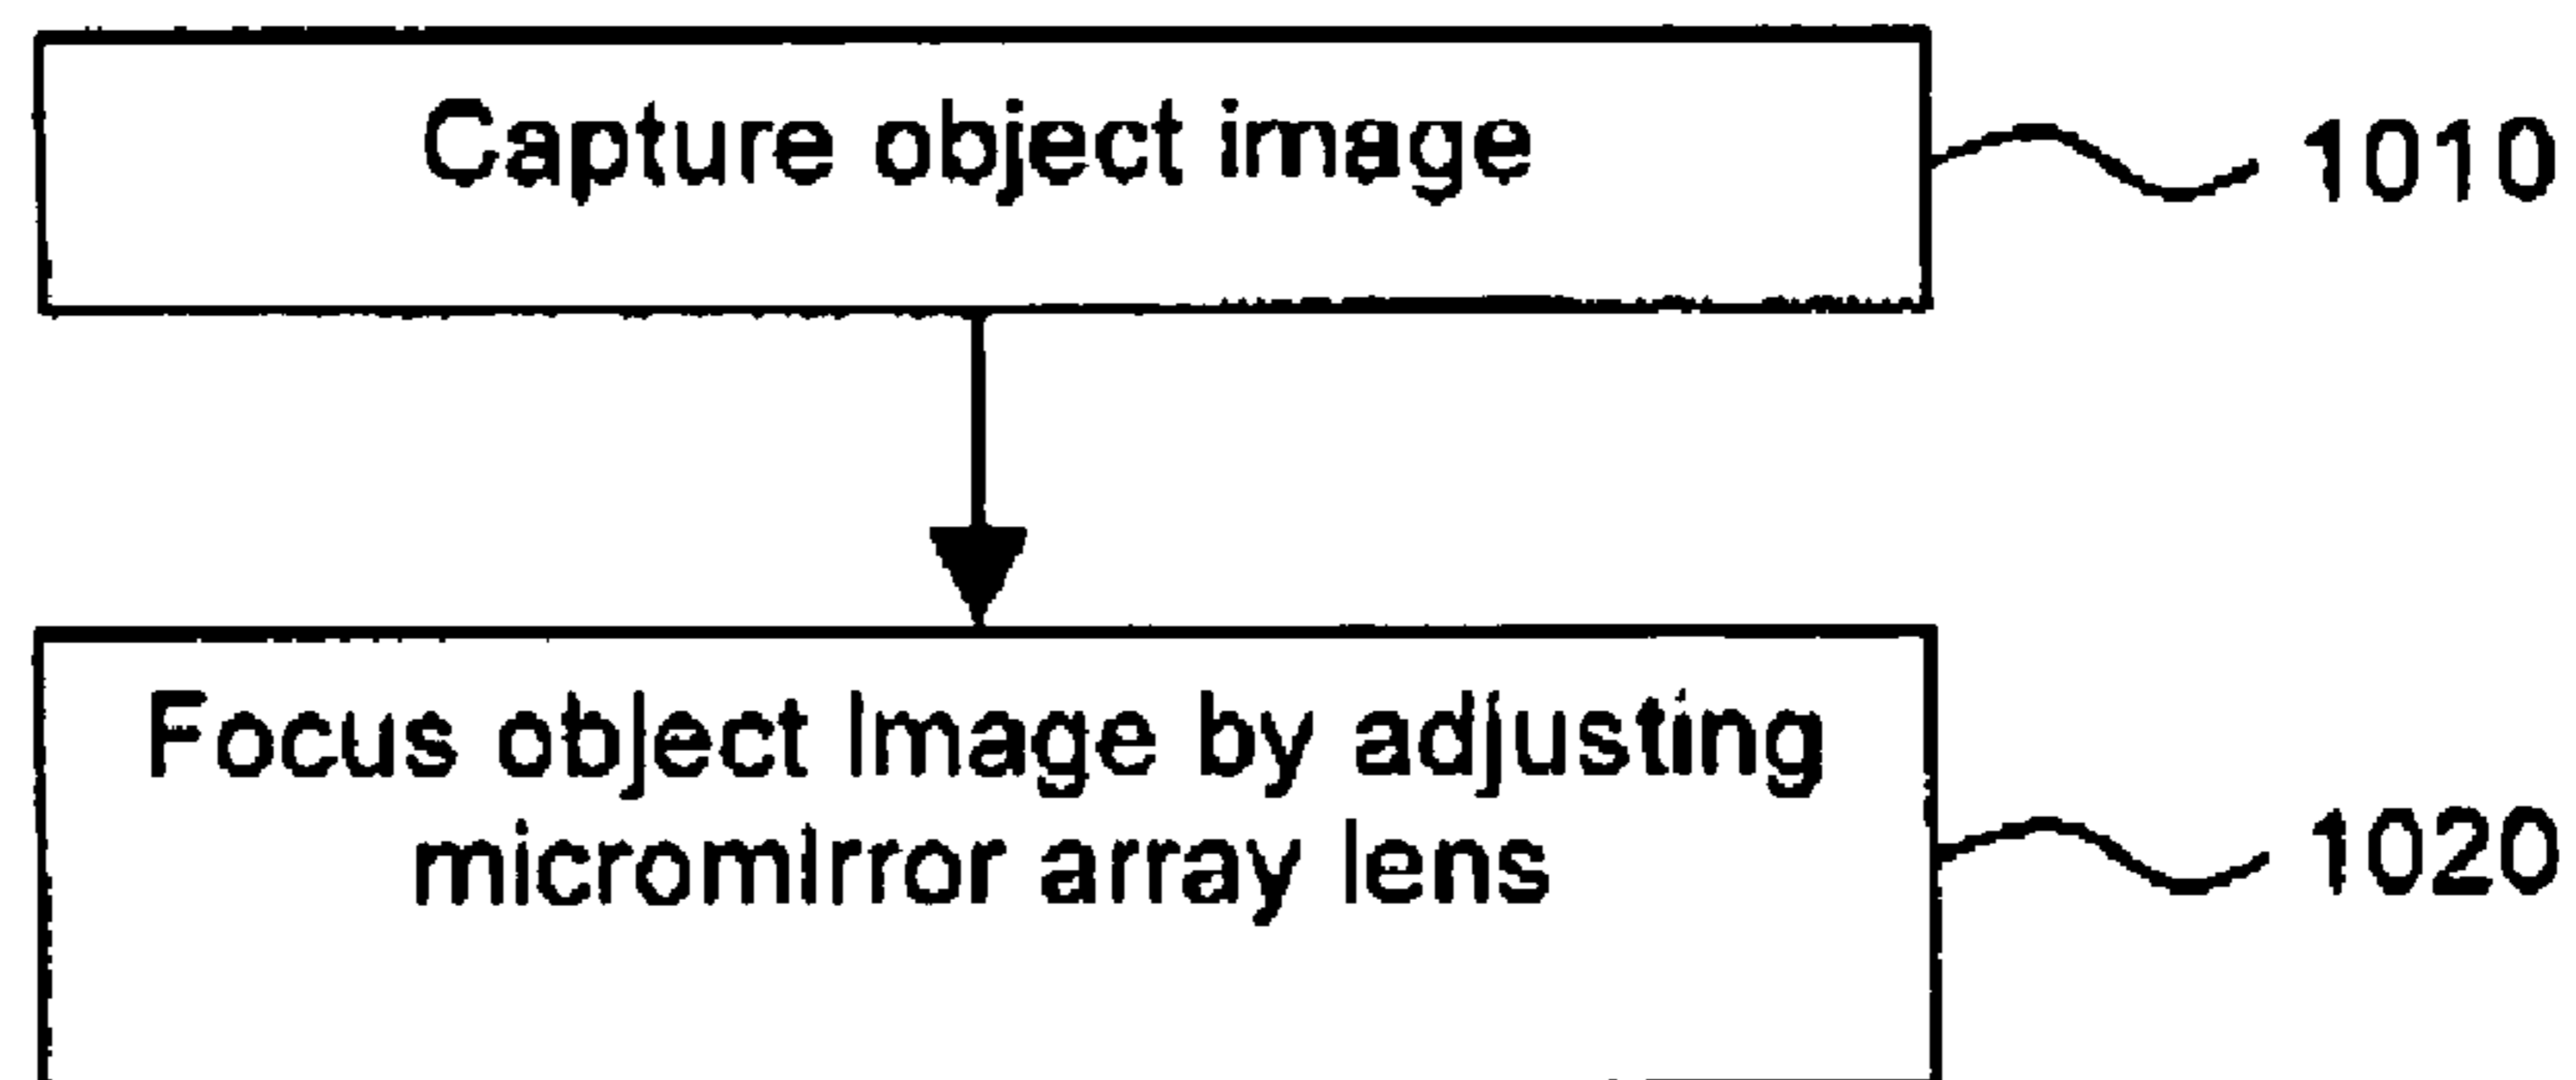 Capture object image
1010
Focus object Image by adjusting
micromirror array lens
1020